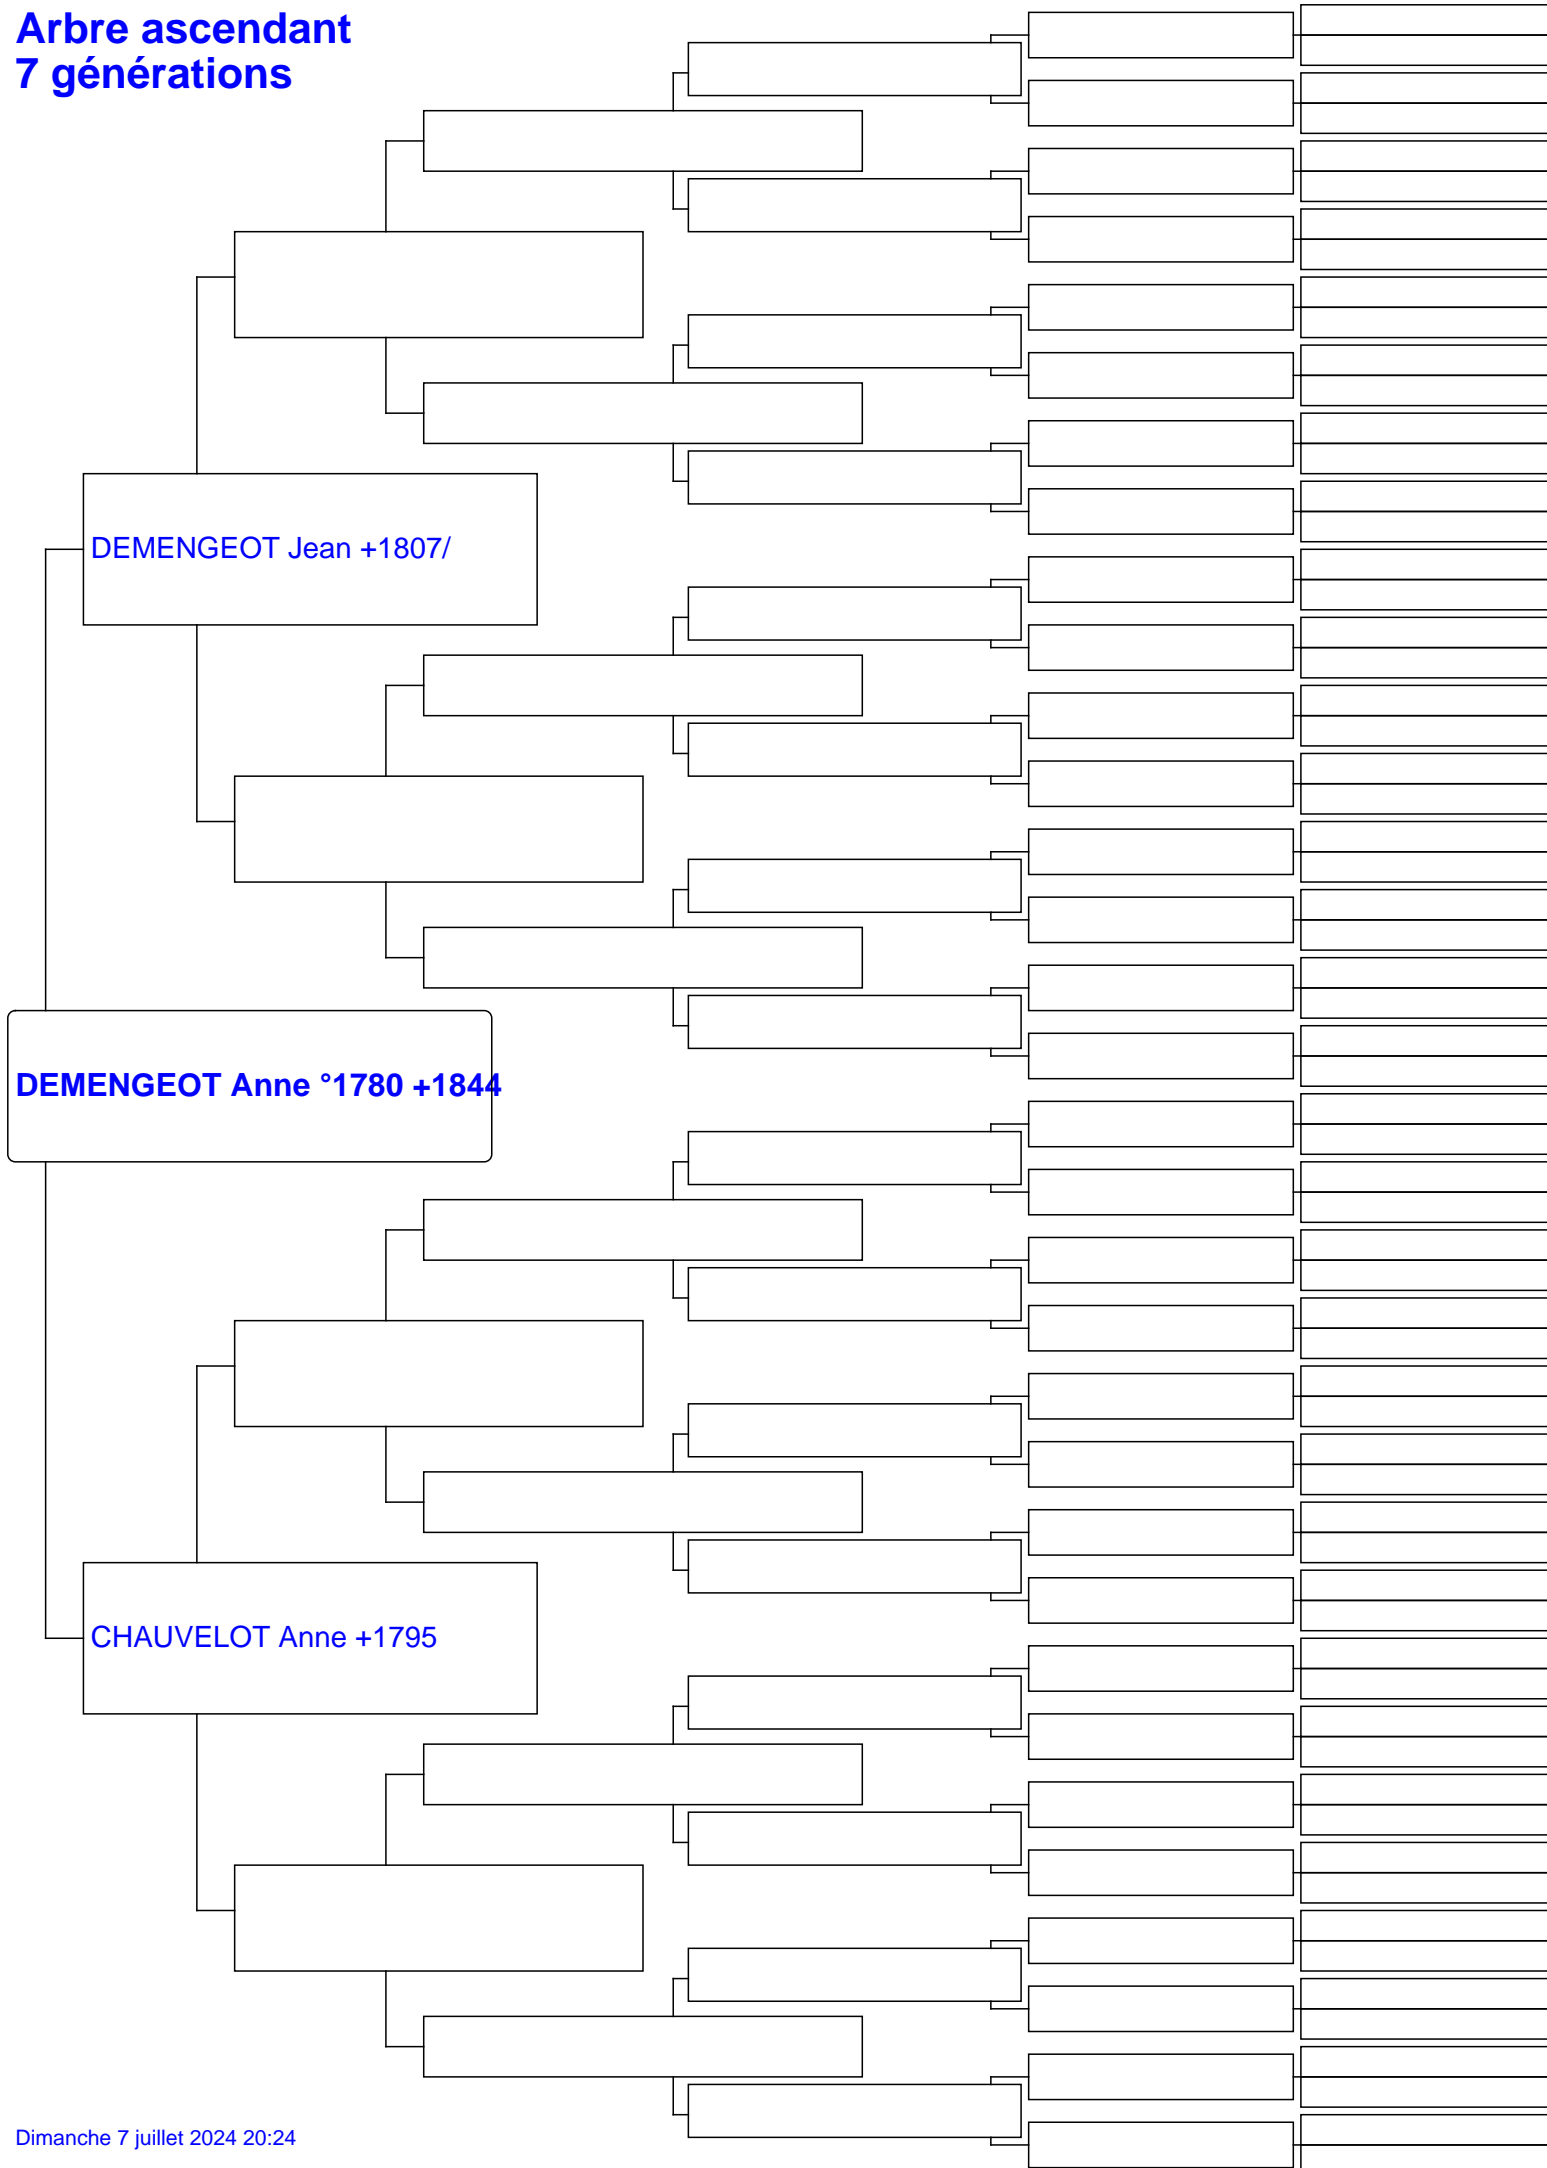 Arbre ascendant
7 générations
DEMENGEOT Jean +1807/
DEMENGEOT Anne °1780 +1844
CHAUVELOT Anne +1795
Dimanche 7 juillet 2024 20:24